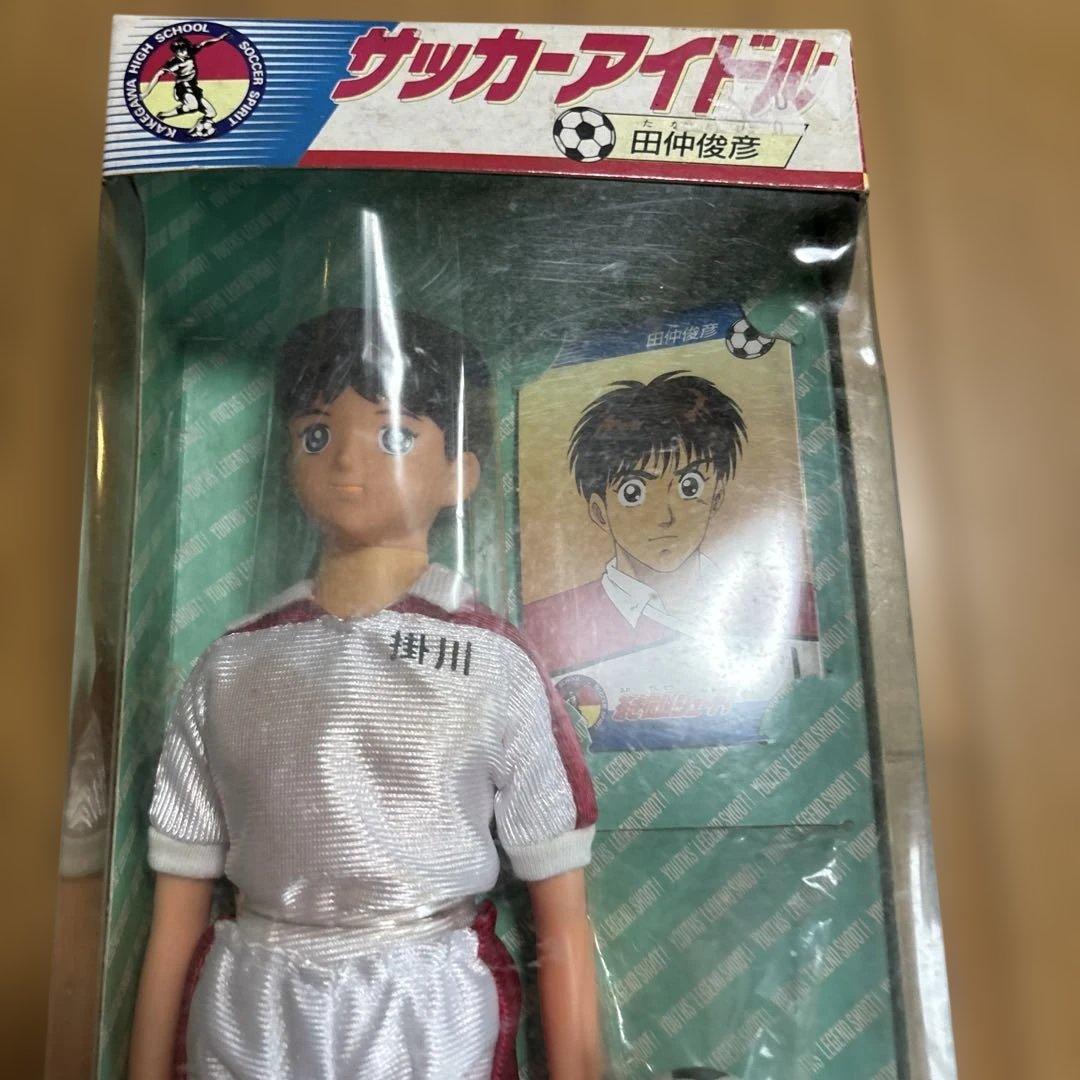 KAKEGAWA HIGH SCHOOL SOCCER SPIRIT
サッカーアイドル
田仲俊彦
田仲俊彦
掛川
YOUTHS LEGEND SHOOT!